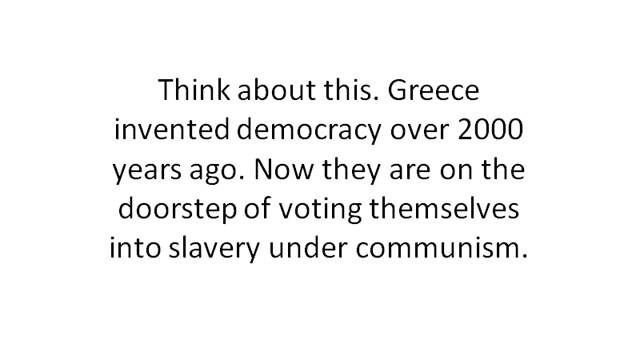 Think about this. Greece
invented democracy over 2000
years ago. Now they are on the
doorstep of voting themselves
into slavery under communism.